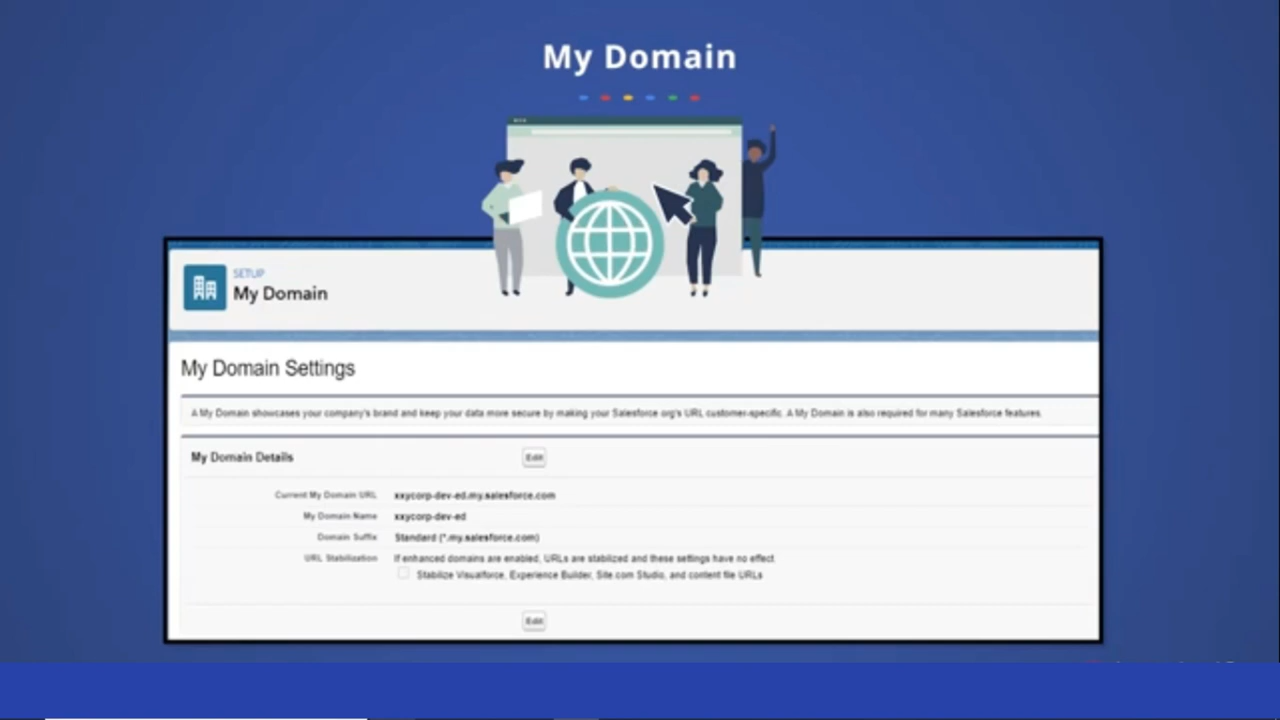 My Domain
SETUP
My Domain
My Domain Settings
A My Domain showcases your company's brand and keep your data more secure by making your Salesforce org's URL customer-specific. A My Domain is also required for many Salesforce features.
My Domain Details Edit
Current My Domain URL xxycorp-dev-ed.my.salesforce.com
My Domain Name xxycorp-dev-ed
Domain Suffix Standard (*.my.salesforce.com)
URL Stabilization If enhanced domains are enabled, URLs are stabilized and these settings have no effect
Stabilize Visualforce, Experience Builder, Site.com Studio, and content file URLs
Edit